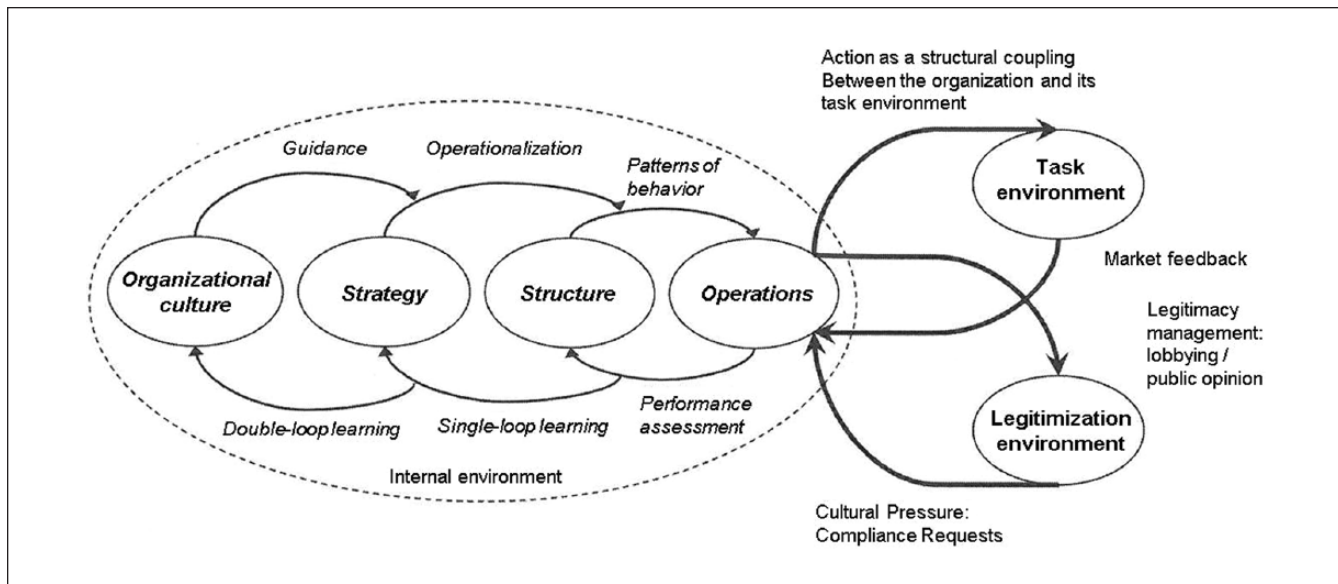 Action as a structural coupling
Between the organization and its
task environment
Guidance
Operationalization
Patterns of
behavior
Task
environment
Organizational
culture
Strategy
Structure
Operations
Market feedback
Legitimacy
management:
lobbying /
public opinion
Double-loop learning
Single-loop learning
Performance
assessment
Legitimization
environment
Internal environment
Cultural Pressure:
Compliance Requests